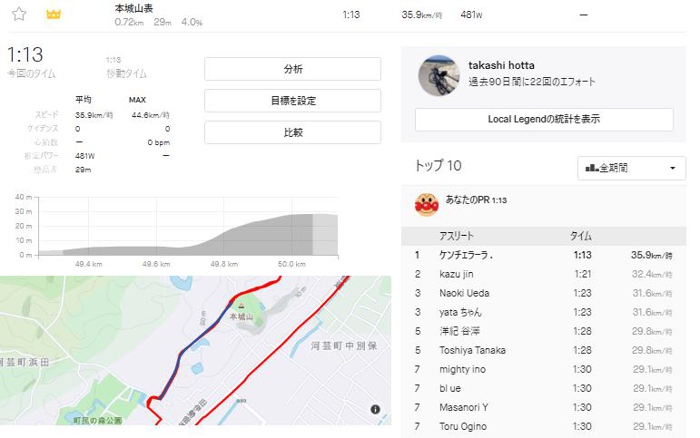 本城山表
0.72km 29m 4.0%
1:13 35.9km/時 481W —
1:13
今回のタイム
1:13
移動タイム
分析
目標を設定
比較
平均 MAX
スピード 35.9km/時 44.6km/時
ケイデンス 0 0
心拍数 — 0 bpm
推定パワー 481W —
29m
40 m
30 m
20 m
10 m
0 m
49.4 km 49.6 km 49.8 km 50.0 km
本城山
河芸町浜田
河芸町中別保
町民の森公園
takashi hotta
過去90日間に22回のエフォート
Local Legendの統計を表示
トップ 10
全期間
あなたのPR 1:13
アスリート タイム
1 ケンチェラーラ . 1:13 35.9km/時
2 kazu jin 1:21 32.4km/時
3 Naoki Ueda 1:23 31.6km/時
3 yata ちゃん 1:23 31.6km/時
5 洋紀 谷澤 1:28 29.8km/時
5 Toshiya Tanaka 1:28 29.8km/時
7 mighty ino 1:30 29.1km/時
7 bl ue 1:30 29.1km/時
7 Masanori Y 1:30 29.1km/時
7 Toru Ogino 1:30 29.1km/時